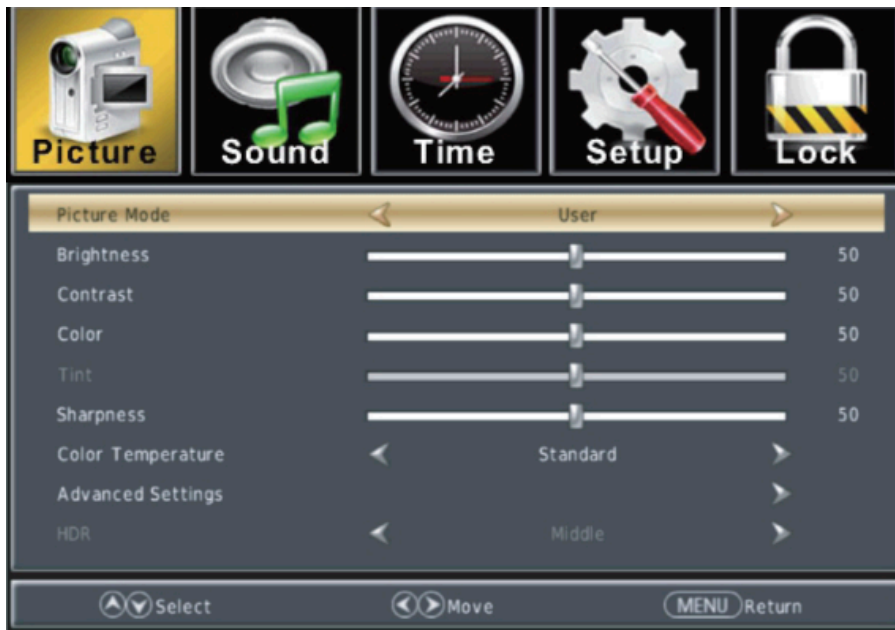 Picture Sound Time Setup Lock
Picture Mode User
Brightness 50
Contrast 50
Color 50
Tint 50
Sharpness 50
Color Temperature Standard
Advanced Settings
HDR Middle
Select Move MENU Return